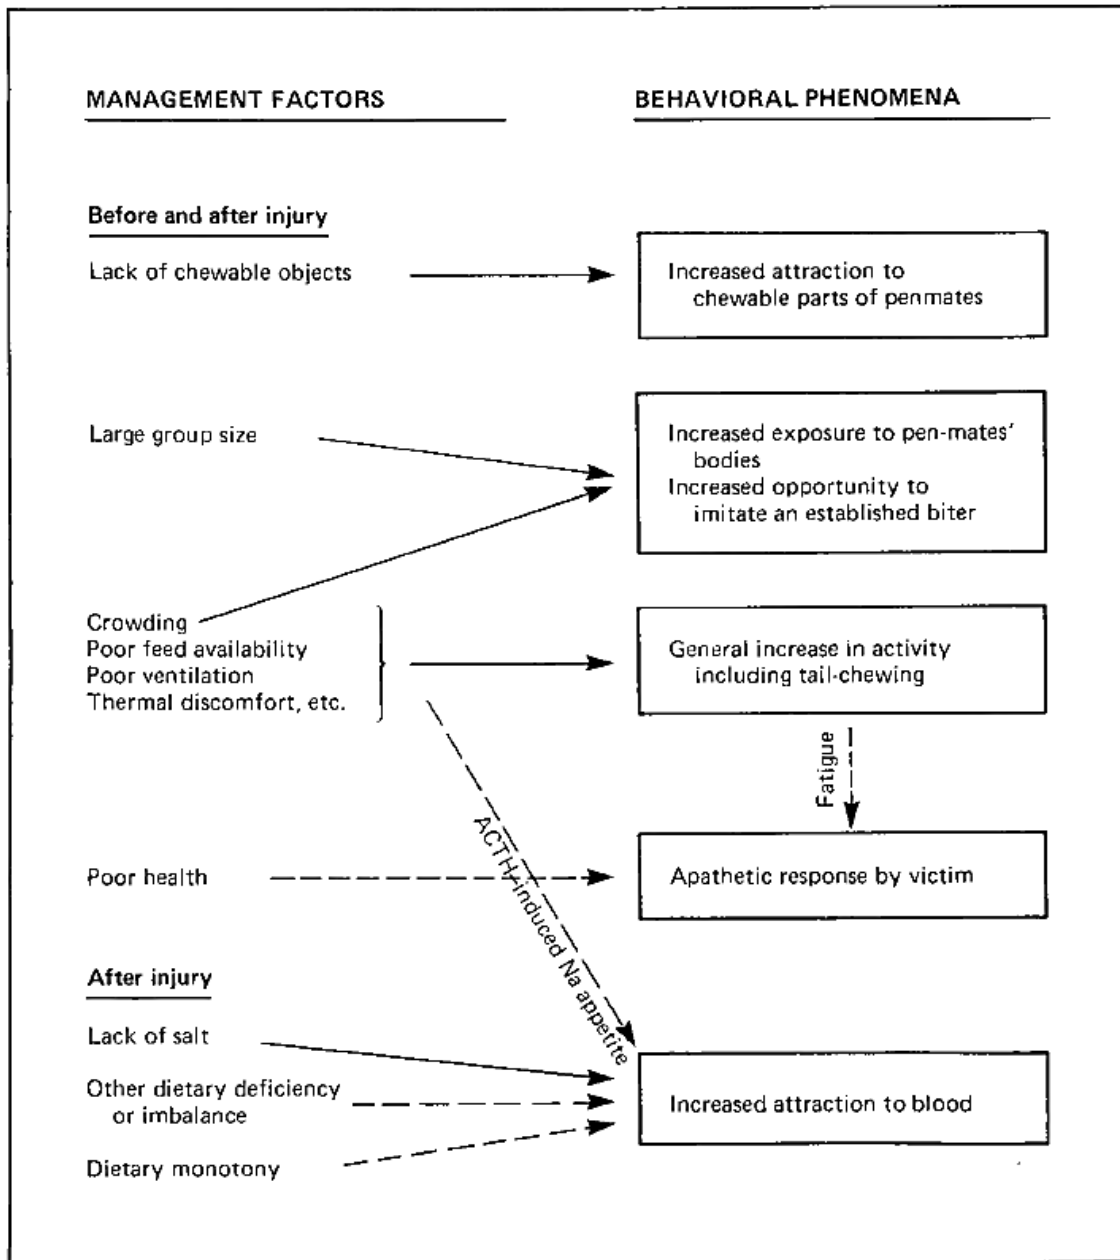 MANAGEMENT FACTORS
BEHAVIORAL PHENOMENA
Before and after injury
Lack of chewable objects
Increased attraction to
chewable parts of penmates
Large group size
Increased exposure to pen-mates'
bodies
Increased opportunity to
imitate an established biter
Crowding
Poor feed availability
Poor ventilation
Thermal discomfort, etc.
General increase in activity
including tail-chewing
Fatigue
ACTH-induced Na appetite
Poor health
Apathetic response by victim
After injury
Lack of salt
Other dietary deficiency
or imbalance
Dietary monotony
Increased attraction to blood